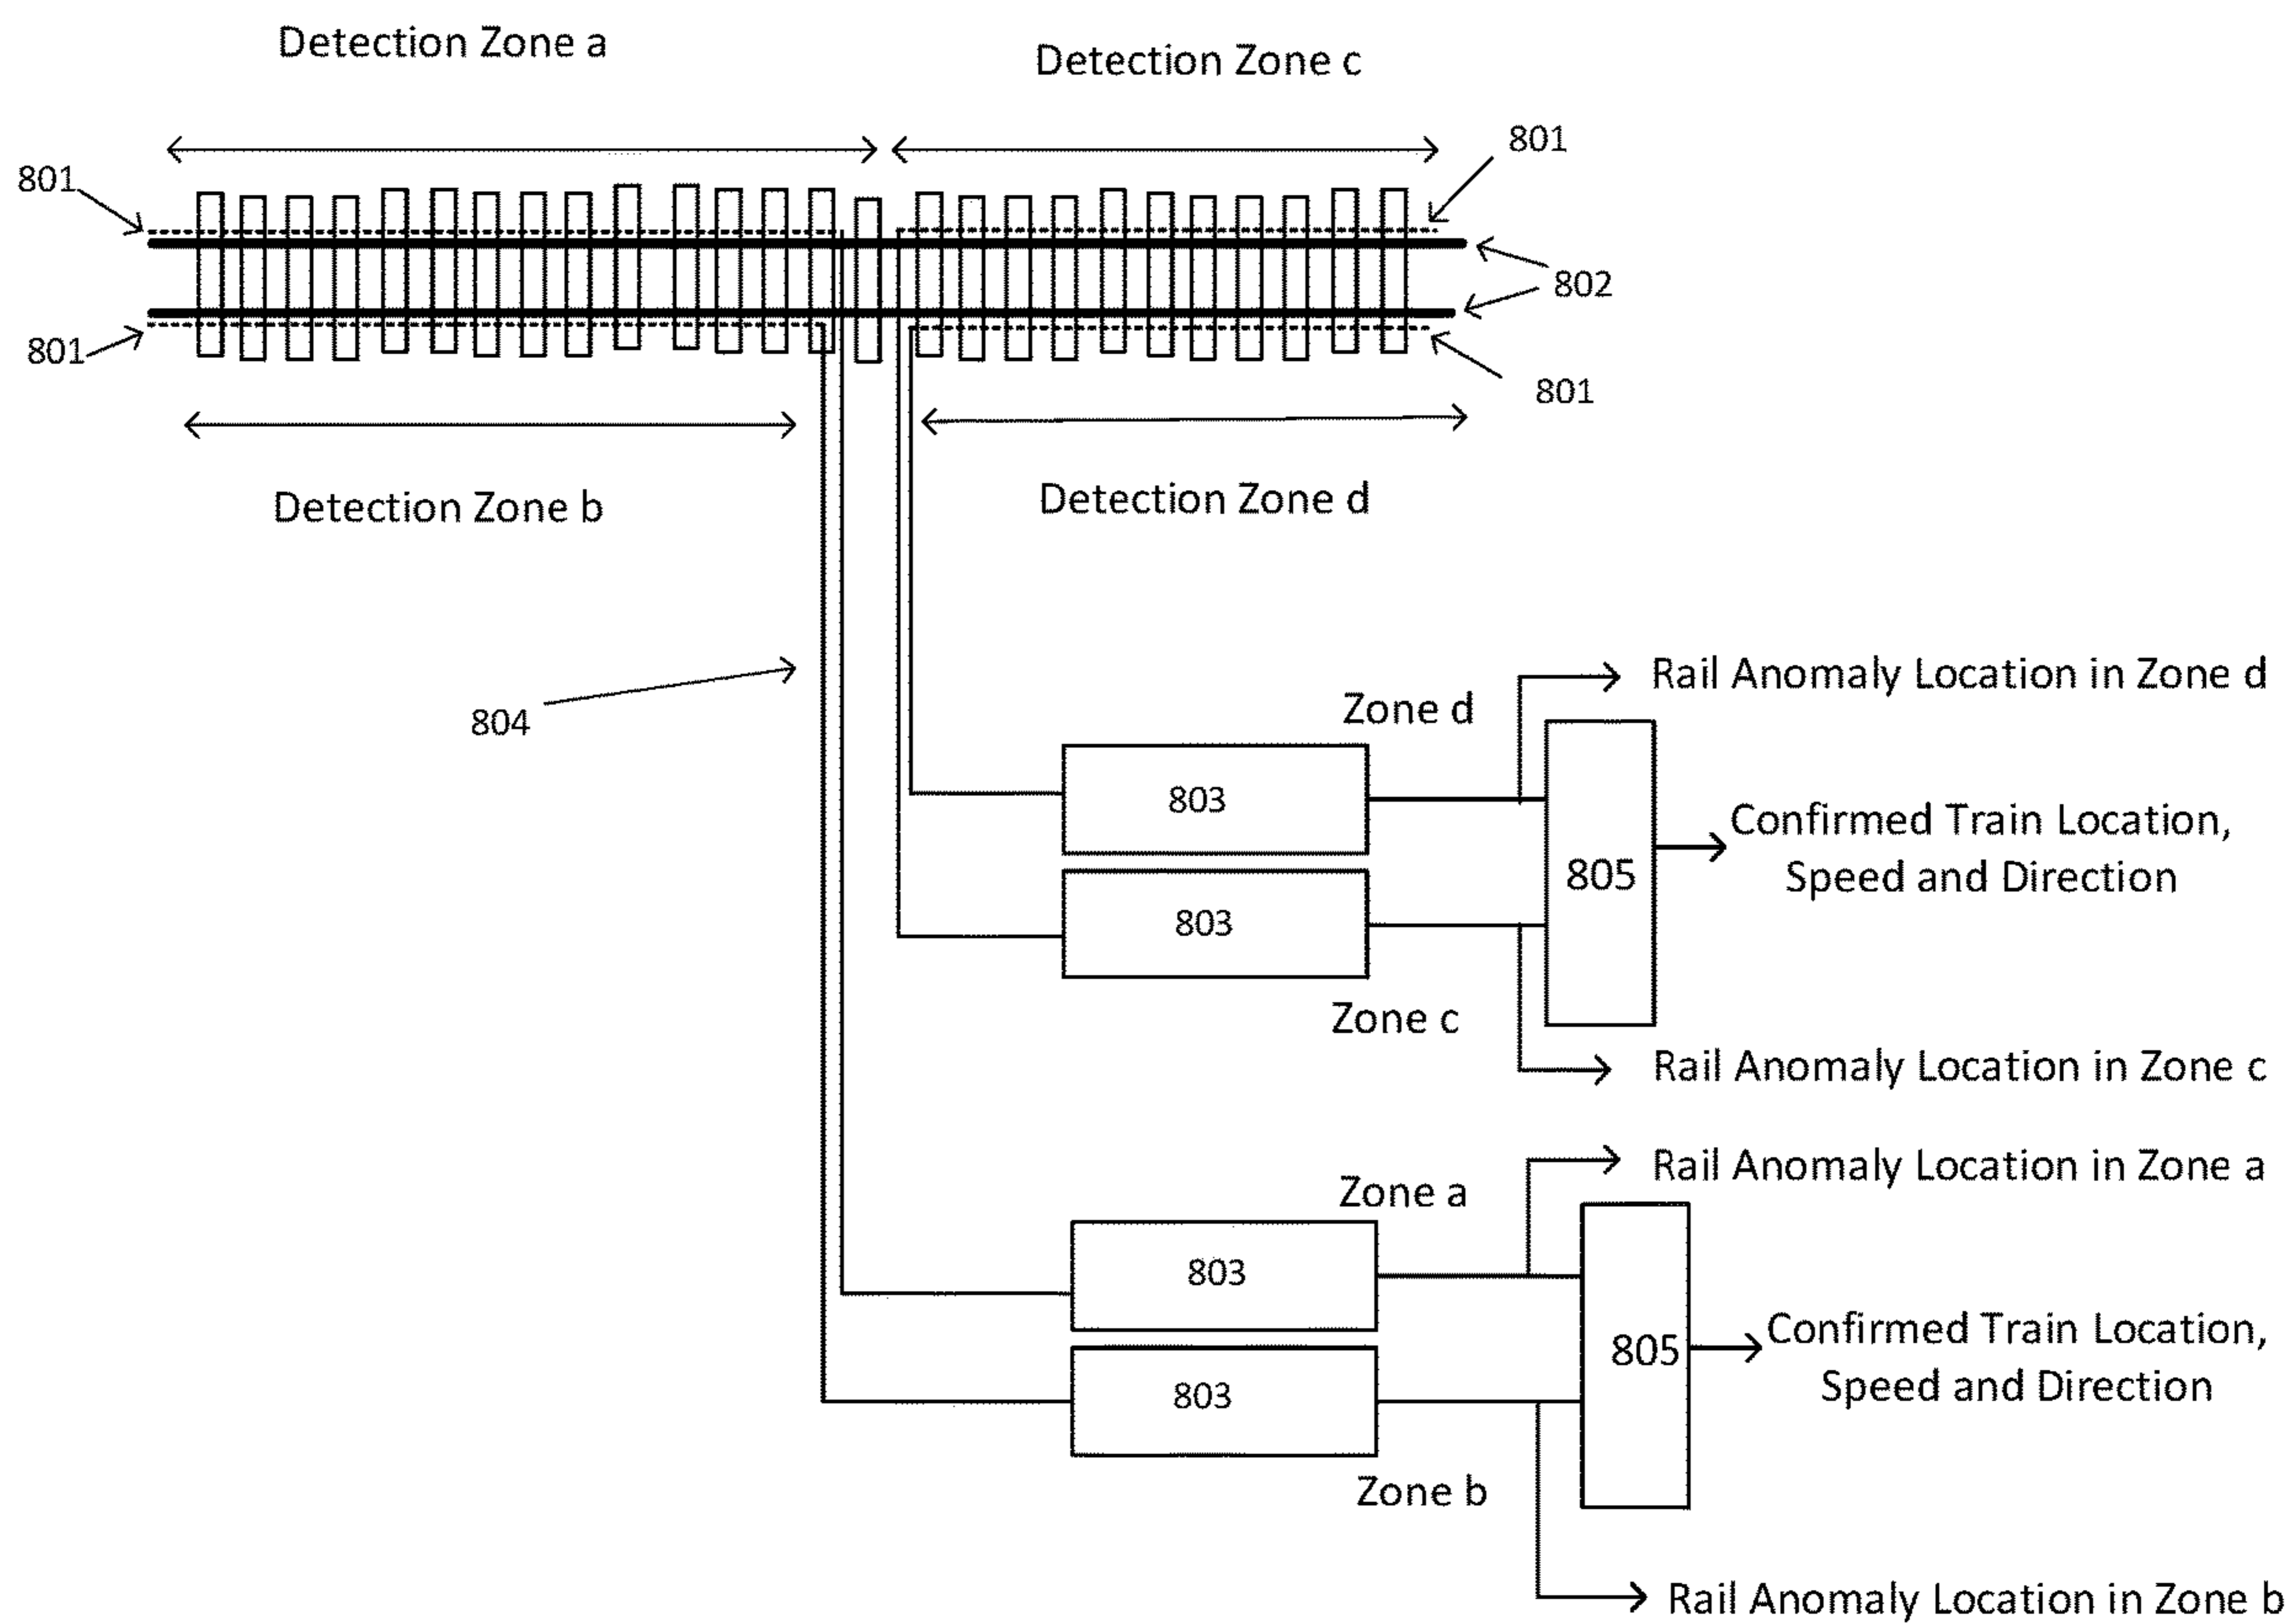 Detection Zone a
Detection Zone c
801
801
802
801
801
Detection Zone b
Detection Zone d
804
Zone d
Rail Anomaly Location in Zone d
803
805
Confirmed Train Location,
Speed and Direction
803
Zone c
Rail Anomaly Location in Zone c
Zone a
Rail Anomaly Location in Zone a
803
805
Confirmed Train Location,
Speed and Direction
803
Zone b
Rail Anomaly Location in Zone b